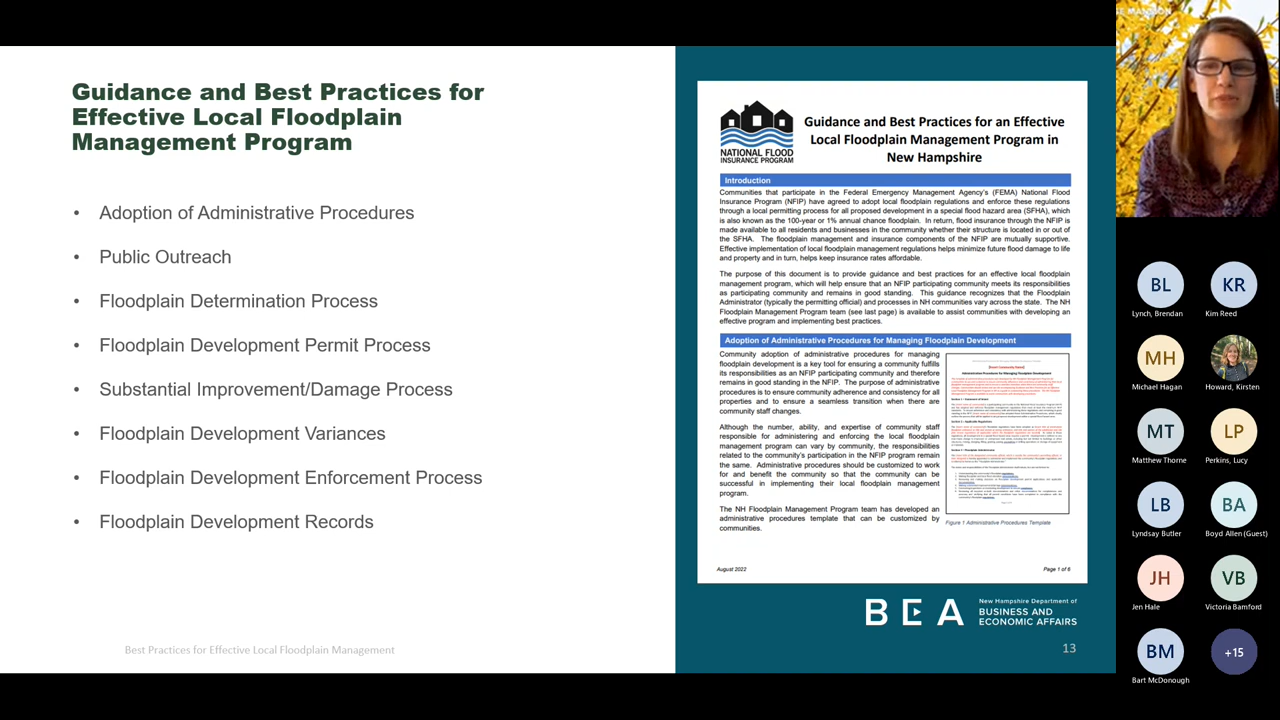 Guidance and Best Practices for
Effective Local Floodplain
Management Program
• Adoption of Administrative Procedures
• Public Outreach
• Floodplain Determination Process
• Floodplain Development Permit Process
• Substantial Improvement/Damage Process
• Floodplain Development Variances
• Floodplain Development Enforcement Process
• Floodplain Development Records
Best Practices for Effective Local Floodplain Management
NATIONAL FLOOD
INSURANCE PROGRAM
Guidance and Best Practices for an Effective
Local Floodplain Management Program in
New Hampshire
Introduction
Communities that participate in the Federal Emergency Management Agency's (FEMA) National Flood
Insurance Program (NFIP) have agreed to adopt local floodplain regulations and enforce these regulations
through a local permitting process for all proposed development in a special flood hazard area (SFHA), which
is also known as the 100-year or 1% annual chance floodplain. In return, flood insurance through the NFIP is
made available to all residents and businesses in the community whether their structure is located in or out of
the SFHA. The floodplain management and insurance components of the NFIP are mutually supportive.
Effective implementation of local floodplain management regulations helps minimize future flood damage to life
and property and in turn, helps keep insurance rates affordable.
The purpose of this document is to provide guidance and best practices for an effective local floodplain
management program, which will help ensure that an NFIP participating community meets its responsibilities
as participating community and remains in good standing. This guidance recognizes that the Floodplain
Administrator (typically the permitting official) and processes in NH communities vary across the state. The NH
Floodplain Management Program team (see last page) is available to assist communities with developing an
effective program and implementing best practices.
Adoption of Administrative Procedures for Managing Floodplain Development
Community adoption of administrative procedures for managing
floodplain development is a key tool for ensuring a community fulfills
its responsibilities as an NFIP participating community and therefore
remains in good standing in the NFIP. The purpose of administrative
procedures is to ensure community adherence and consistency for all
properties and to ensure a seamless transition when there are
community staff changes.
Although the number, ability, and expertise of community staff
responsible for administering and enforcing the local floodplain
management program can vary by community, the responsibilities
related to the community's participation in the NFIP program remain
the same. Administrative procedures should be customized to work
for and benefit the community so that the community can be
successful in implementing their local floodplain management
program.
The NH Floodplain Management Program team has developed an
administrative procedures template that can be customized by
communities.
Figure 1 Administrative Procedures Template
August 2022
Page 1 of 6
BEA
New Hampshire Department of
BUSINESS AND
ECONOMIC AFFAIRS
13
BL
Lynch, Brendan
KR
Kim Reed
MH
Michael Hagan
Howard, Kirsten
MT
Matthew Thorne
LP
Perkins, Lucy
LB
Lyndsay Butler
BA
Boyd Allen (Guest)
JH
Jen Hale
VB
Victoria Bamford
BM
Bart McDonough
+15